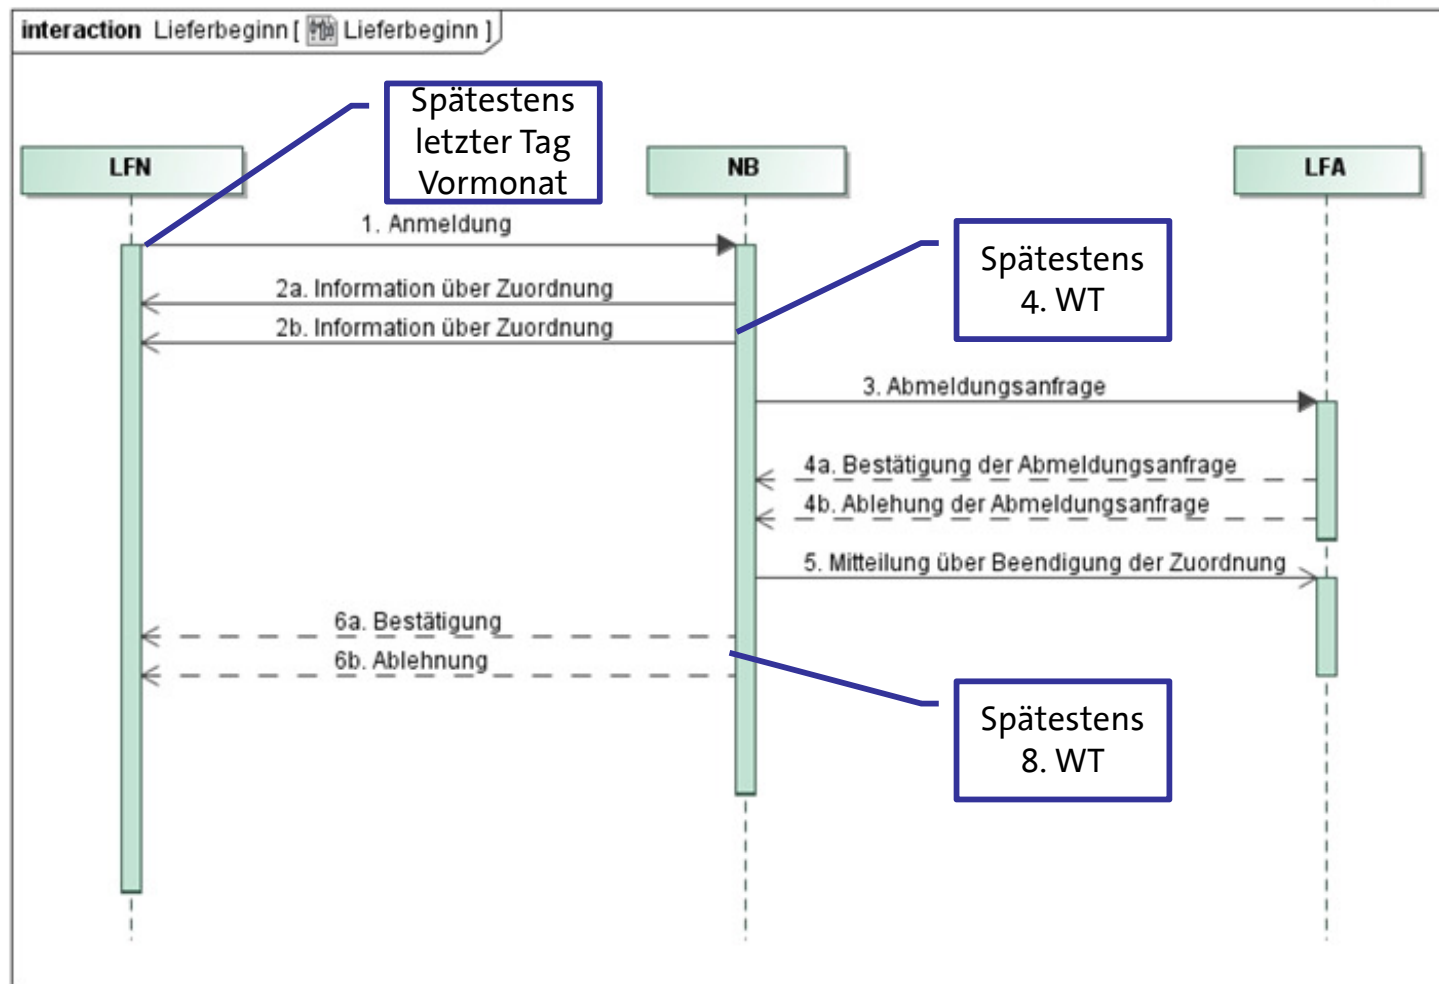 interaction Lieferbeginn [ Lieferbeginn ]
Spätestens
letzter Tag
Vormonat
LFN
NB
LFA
1. Anmeldung
Spätestens
4. WT
2a. Information über Zuordnung
2b. Information über Zuordnung
3. Abmeldungsanfrage
4a. Bestätigung der Abmeldungsanfrage
4b. Ablehung der Abmeldungsanfrage
5. Mitteilung über Beendigung der Zuordnung
6a. Bestätigung
6b. Ablehnung
Spätestens
8. WT